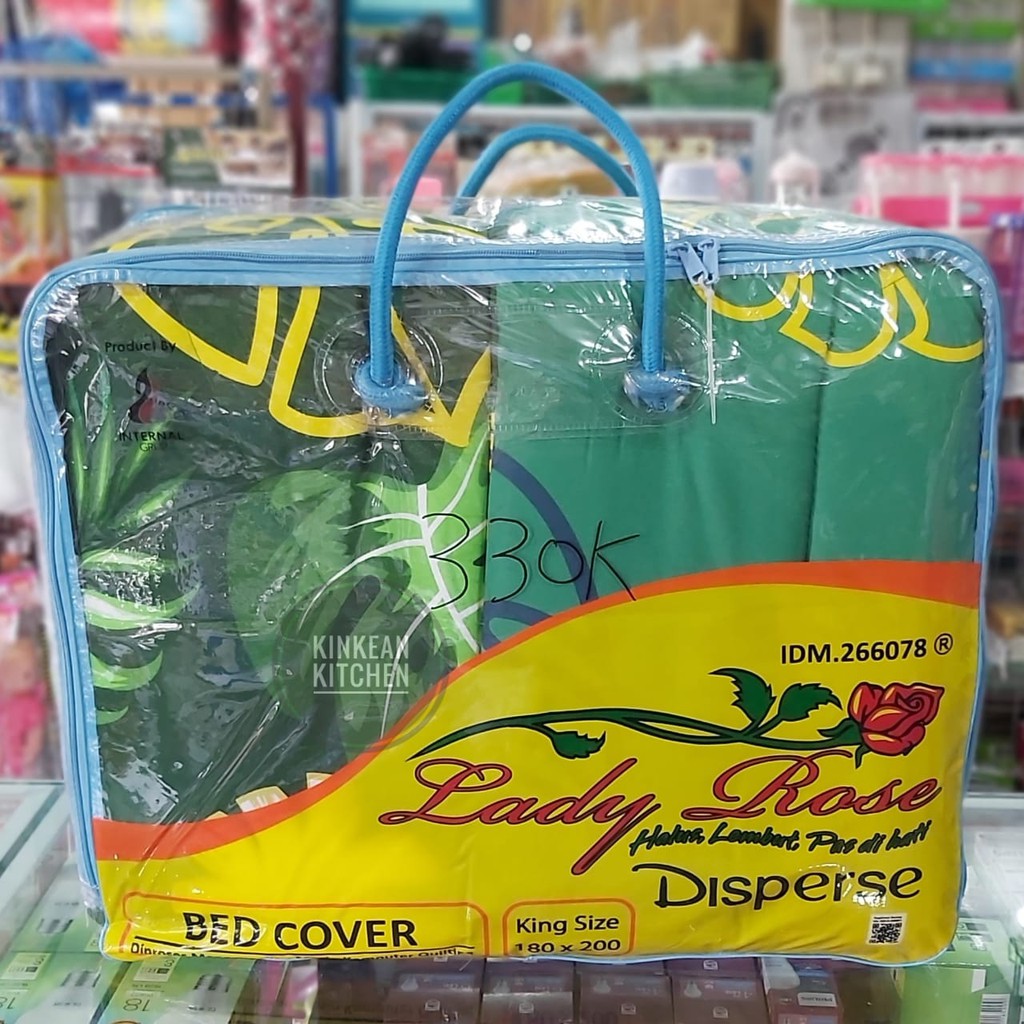 Product By
INTERNAL
330K
KINKEAN
KITCHEN
IDM.266078 ®
Lady Rose
Halus, Lembut, Pas di hati
Disperse
BED COVER
King Size
180 x 200